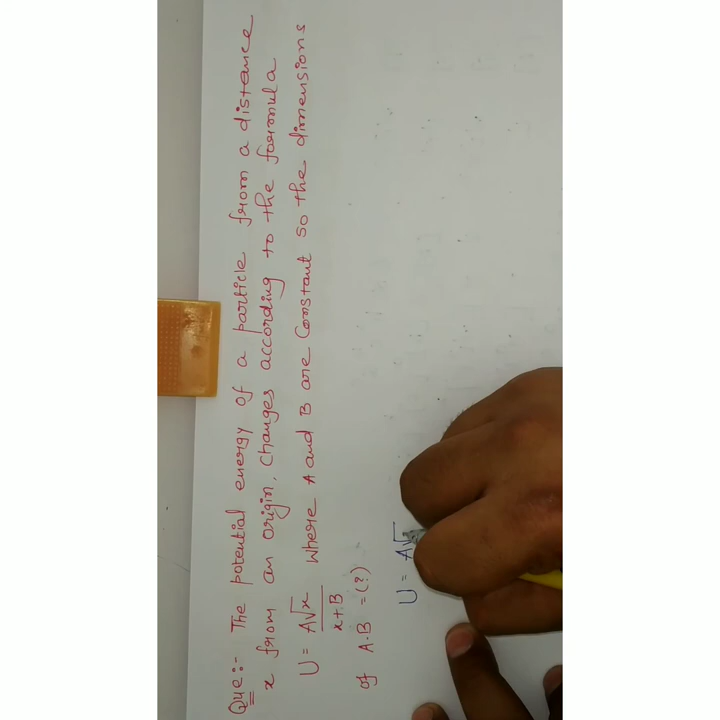 Que:- The potential energy of a particle from a distance
x from an origin, changes according to the formula
U = A√x / x+B where A and B are Constant so the dimensions
of A·B = (?)
U = A√